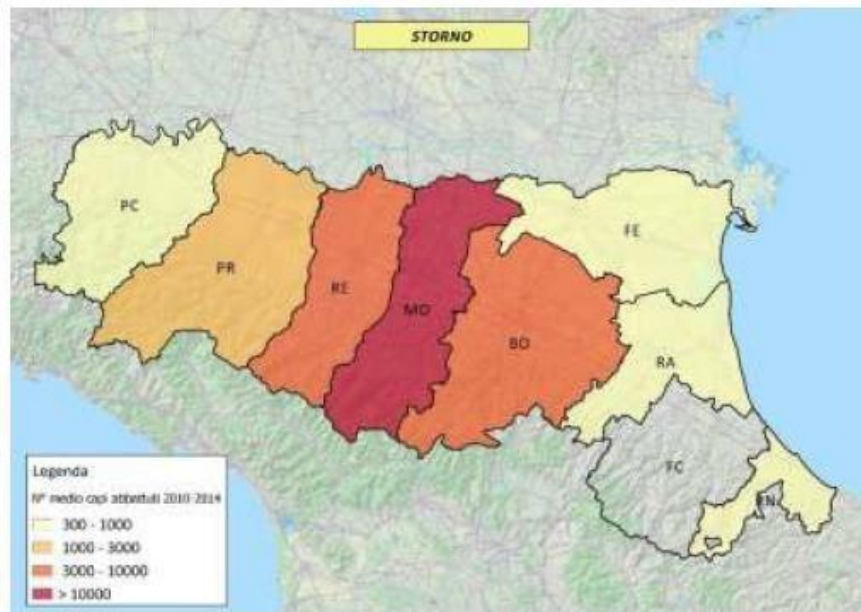 STORNO
PC
PR
RE
MO
BO
FE
RA
FC
RN
Legenda
N° medio capi abbattuti 2010-2014
300 - 1000
1000 - 3000
3000 - 10000
> 10000